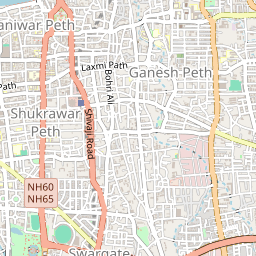 aniwar Peth
Laxmi Path
Ganesh Peth
Path
Bohri Ali
Shukrawar
Peth
Shivaji Road
NH60
NH65
Swargate